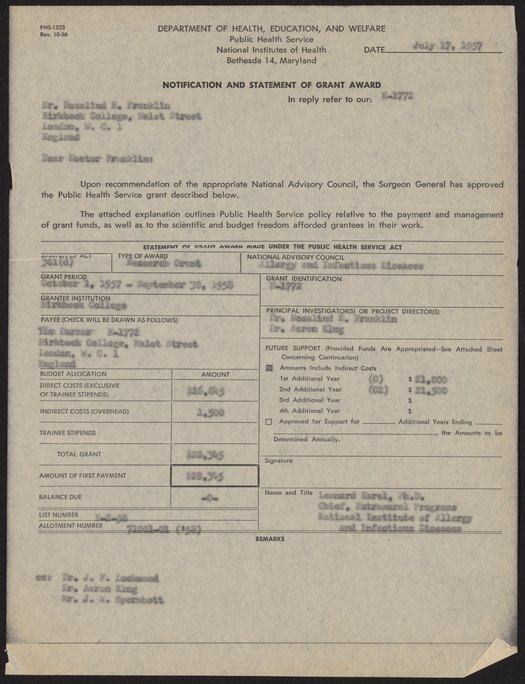 PHS-1533
Rev. 10-56
DEPARTMENT OF HEALTH, EDUCATION, AND WELFARE
Public Health Service
National Institutes of Health
Bethesda 14, Maryland
DATE July 17, 1957
NOTIFICATION AND STATEMENT OF GRANT AWARD
In reply refer to our: E-1772
Dr. Rosalind E. Franklin
Birkbeck College, Malet Street
London, W. C. 1
England
Dear Doctor Franklin:
Upon recommendation of the appropriate National Advisory Council, the Surgeon General has approved
the Public Health Service grant described below.
The attached explanation outlines Public Health Service policy relative to the payment and management
of grant funds, as well as to the scientific and budget freedom afforded grantees in their work.
STATEMENT OF GRANT AWARD MADE UNDER THE PUBLIC HEALTH SERVICE ACT
SECTION OF ACT
301(d)
TYPE OF AWARD
Research Grant
NATIONAL ADVISORY COUNCIL
Allergy and Infectious Diseases
GRANT PERIOD
October 1, 1957 - September 30, 1958
GRANT IDENTIFICATION
E-1772
GRANTEE INSTITUTION
Birkbeck College
PRINCIPAL INVESTIGATOR(S) OR PROJECT DIRECTOR(S)
Dr. Rosalind E. Franklin
Dr. Aaron Klug
PAYEE (CHECK WILL BE DRAWN AS FOLLOWS)
The Bursar E-1772
Birkbeck College, Malet Street
London, W. C. 1
England
FUTURE SUPPORT (Provided Funds Are Appropriated—See Attached Sheet
Concerning Continuation)
Amounts Include Indirect Costs
1st Additional Year (C) $ 21,000
2nd Additional Year (C2) $ 21,500
3rd Additional Year $
4th Additional Year $
Approved for Support for Additional Years Ending
, the Amounts to be
Determined Annually.
BUDGET ALLOCATION AMOUNT
DIRECT COSTS (EXCLUSIVE
OF TRAINEE STIPENDS) $26,845
INDIRECT COSTS (OVERHEAD) 1,500
TRAINEE STIPENDS
TOTAL GRANT $28,345
AMOUNT OF FIRST PAYMENT $28,345
BALANCE DUE -0-
LIST NUMBER E-2-58
ALLOTMENT NUMBER 71001-01 ('58)
Signature
Name and Title Leonard Karel, Ph.D.
Chief, Extramural Programs
National Institute of Allergy
and Infectious Diseases
REMARKS
cc: Dr. J. F. Lockwood
Dr. Aaron Klug
Mr. J. W. Spermhott